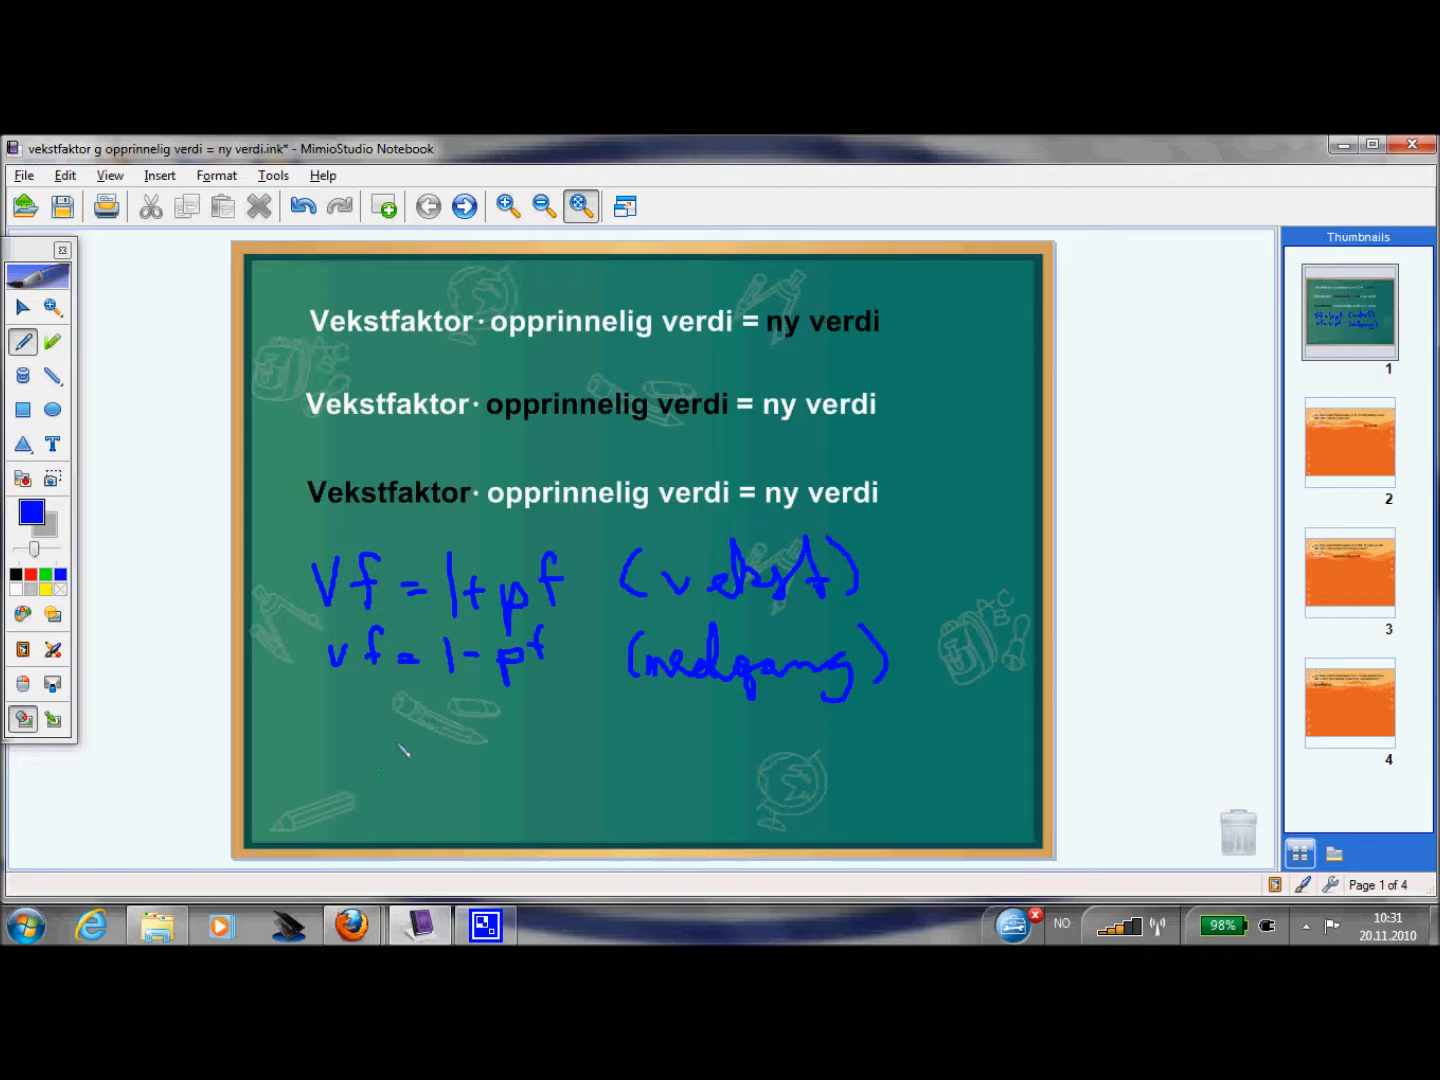 vekstfaktor g opprinnelig verdi = ny verdi.ink* - MimioStudio Notebook
File Edit View Insert Format Tools Help
Thumbnails
Vekstfaktor· opprinnelig verdi = ny verdi
Vekstfaktor· opprinnelig verdi = ny verdi
Vekstfaktor· opprinnelig verdi = ny verdi
Vf = 1+pf (vekst)
vf = 1-pf (nedgang)
1
2
3
4
Page 1 of 4
NO
98%
10:31
20.11.2010